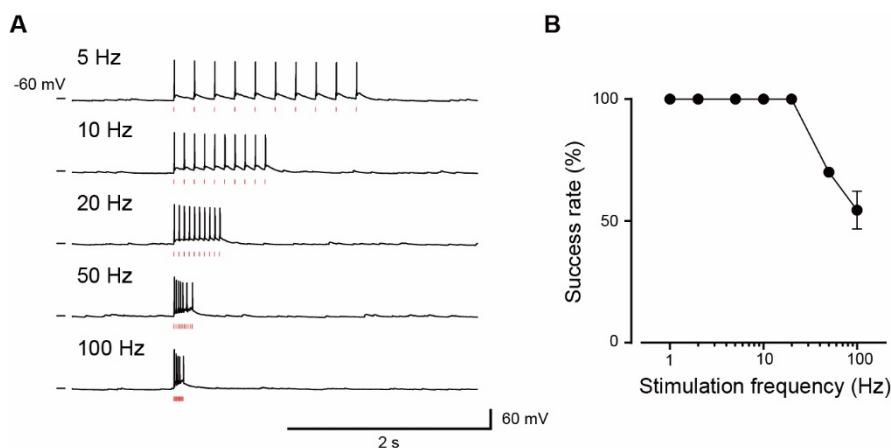 A
5 Hz
-60 mV
10 Hz
20 Hz
50 Hz
100 Hz
60 mV
2 s
B
100
50
0
Success rate (%)
1
10
100
Stimulation frequency (Hz)